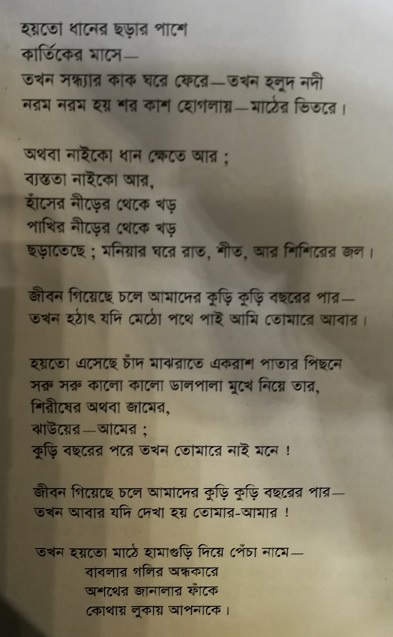 হয়তো ধানের ছড়ার পাশে
কার্তিকের মাসে—
তখন সন্ধ্যার কাক ঘরে ফেরে—তখন হলুদ নদী
নরম নরম হয় শর কাশ হোগলায়—মাঠের ভিতরে।
অথবা নাইকো ধান ক্ষেতে আর;
ব্যস্ততা নাইকো আর,
হাঁসের নীড়ের থেকে খড়
পাখির নীড়ের থেকে খড়
ছড়াতেছে; মনিয়ার ঘরে রাত, শীত, আর শিশিরের জল।
জীবন গিয়েছে চলে আমাদের কুড়ি কুড়ি বছরের পার—
তখন হঠাৎ যদি মেঠো পথে পাই আমি তোমারে আবার।
হয়তো এসেছে চাঁদ মাঝরাতে একরাশ পাতার পিছনে
সরু সরু কালো কালো ডালপালা মুখে নিয়ে তার,
শিরীষের অথবা জামের,
ঝাউয়ের—আমের;
কুড়ি বছরের পরে তখন তোমারে নাই মনে!
জীবন গিয়েছে চলে আমাদের কুড়ি কুড়ি বছরের পার—
তখন আবার যদি দেখা হয় তোমার-আমার!
তখন হয়তো মাঠে হামাগুড়ি দিয়ে পেঁচা নামে—
বাবলার গলির অন্ধকারে
অশথের জানালার ফাঁকে
কোথায় লুকায় আপনাকে।